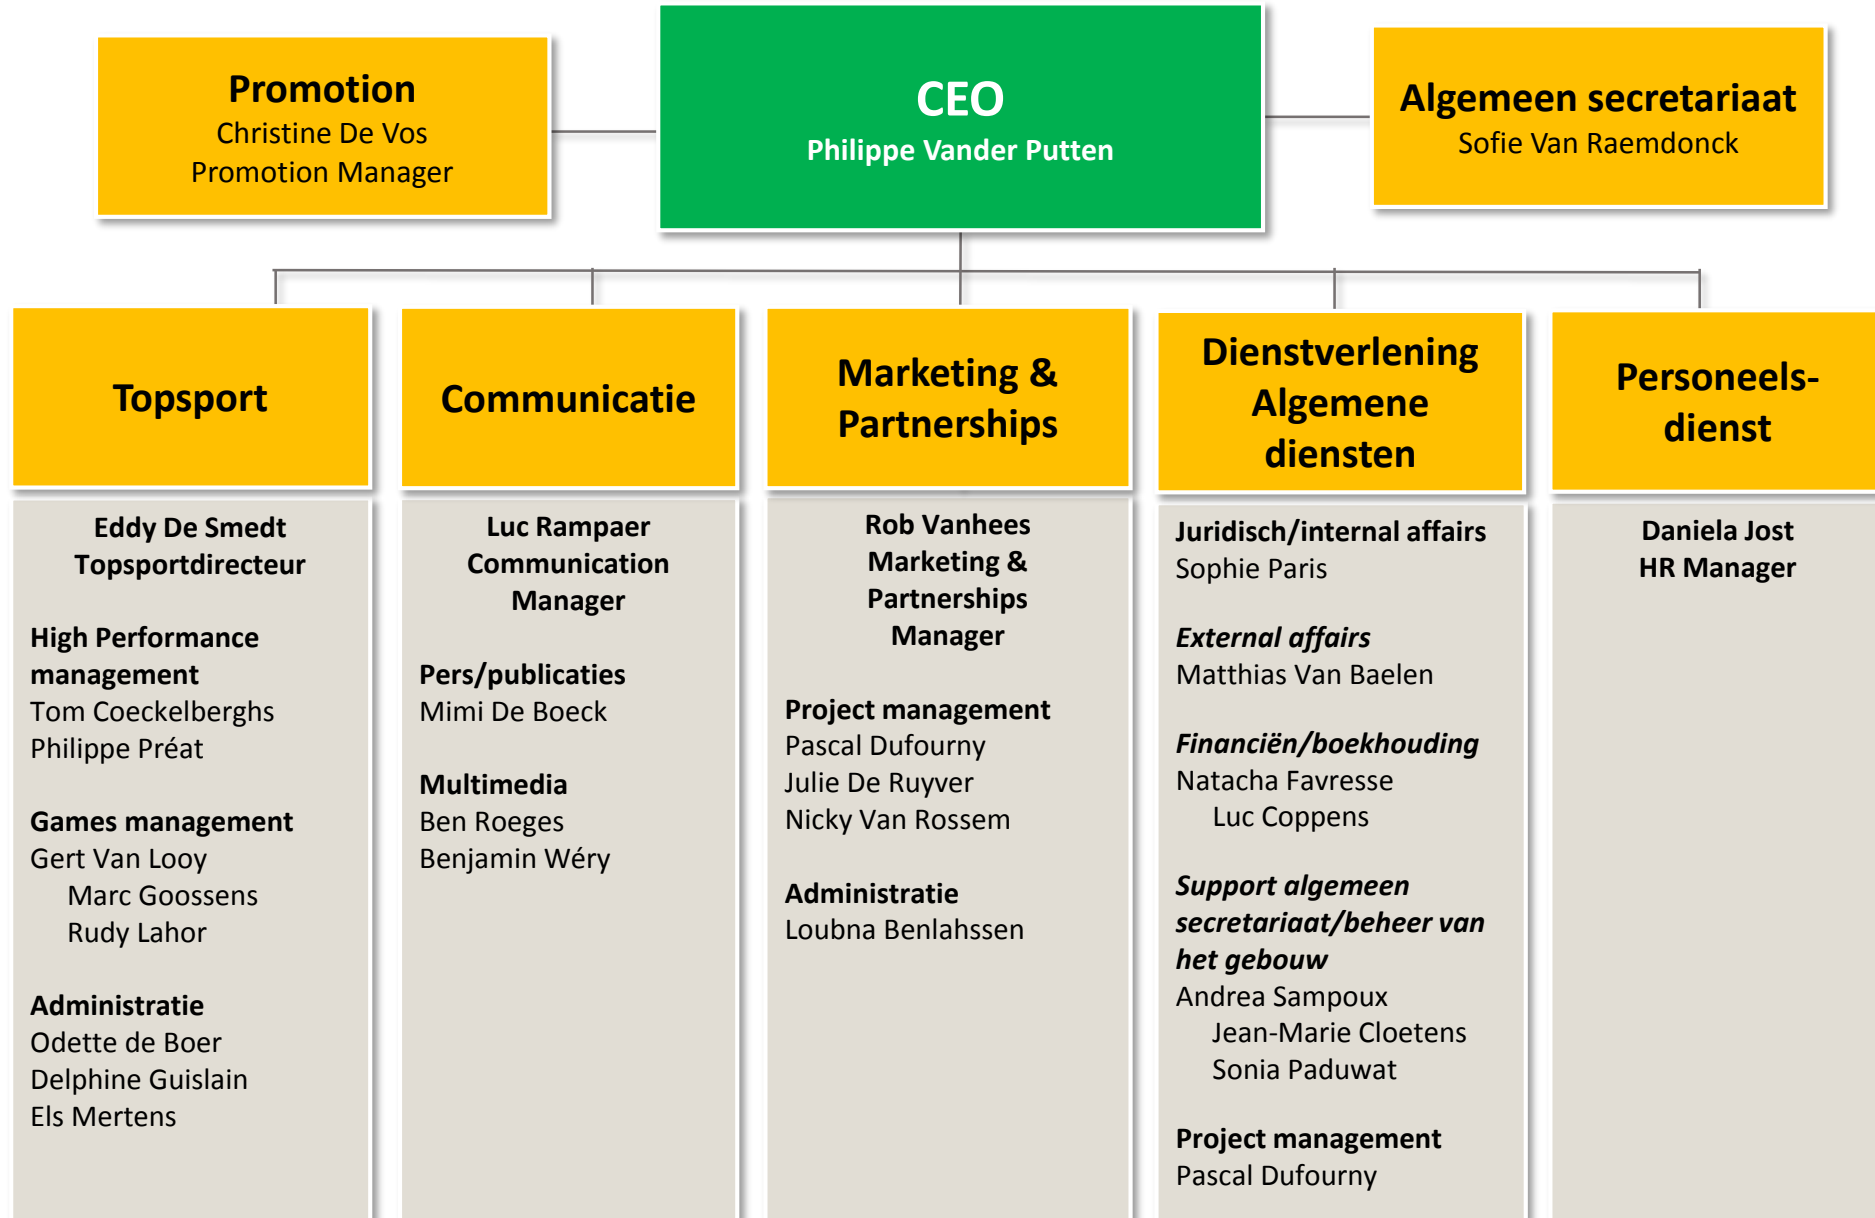 Promotion
Christine De Vos
Promotion Manager
CEO
Philippe Vander Putten
Algemeen secretariaat
Sofie Van Raemdonck
Topsport
Eddy De Smedt
Topsportdirecteur
High Performance
management
Tom Coeckelberghs
Philippe Préat
Games management
Gert Van Looy
Marc Goossens
Rudy Lahor
Administratie
Odette de Boer
Delphine Guislain
Els Mertens
Communicatie
Luc Rampaer
Communication
Manager
Pers/publicaties
Mimi De Boeck
Multimedia
Ben Roeges
Benjamin Wéry
Marketing &
Partnerships
Rob Vanhees
Marketing &
Partnerships
Manager
Project management
Pascal Dufourny
Julie De Ruyver
Nicky Van Rossem
Administratie
Loubna Benlahssen
Dienstverlening
Algemene
diensten
Juridisch/internal affairs
Sophie Paris
External affairs
Matthias Van Baelen
Financiën/boekhouding
Natacha Favresse
Luc Coppens
Support algemeen
secretariaat/beheer van
het gebouw
Andrea Sampoux
Jean-Marie Cloetens
Sonia Paduwat
Project management
Pascal Dufourny
Personeels-
dienst
Daniela Jost
HR Manager